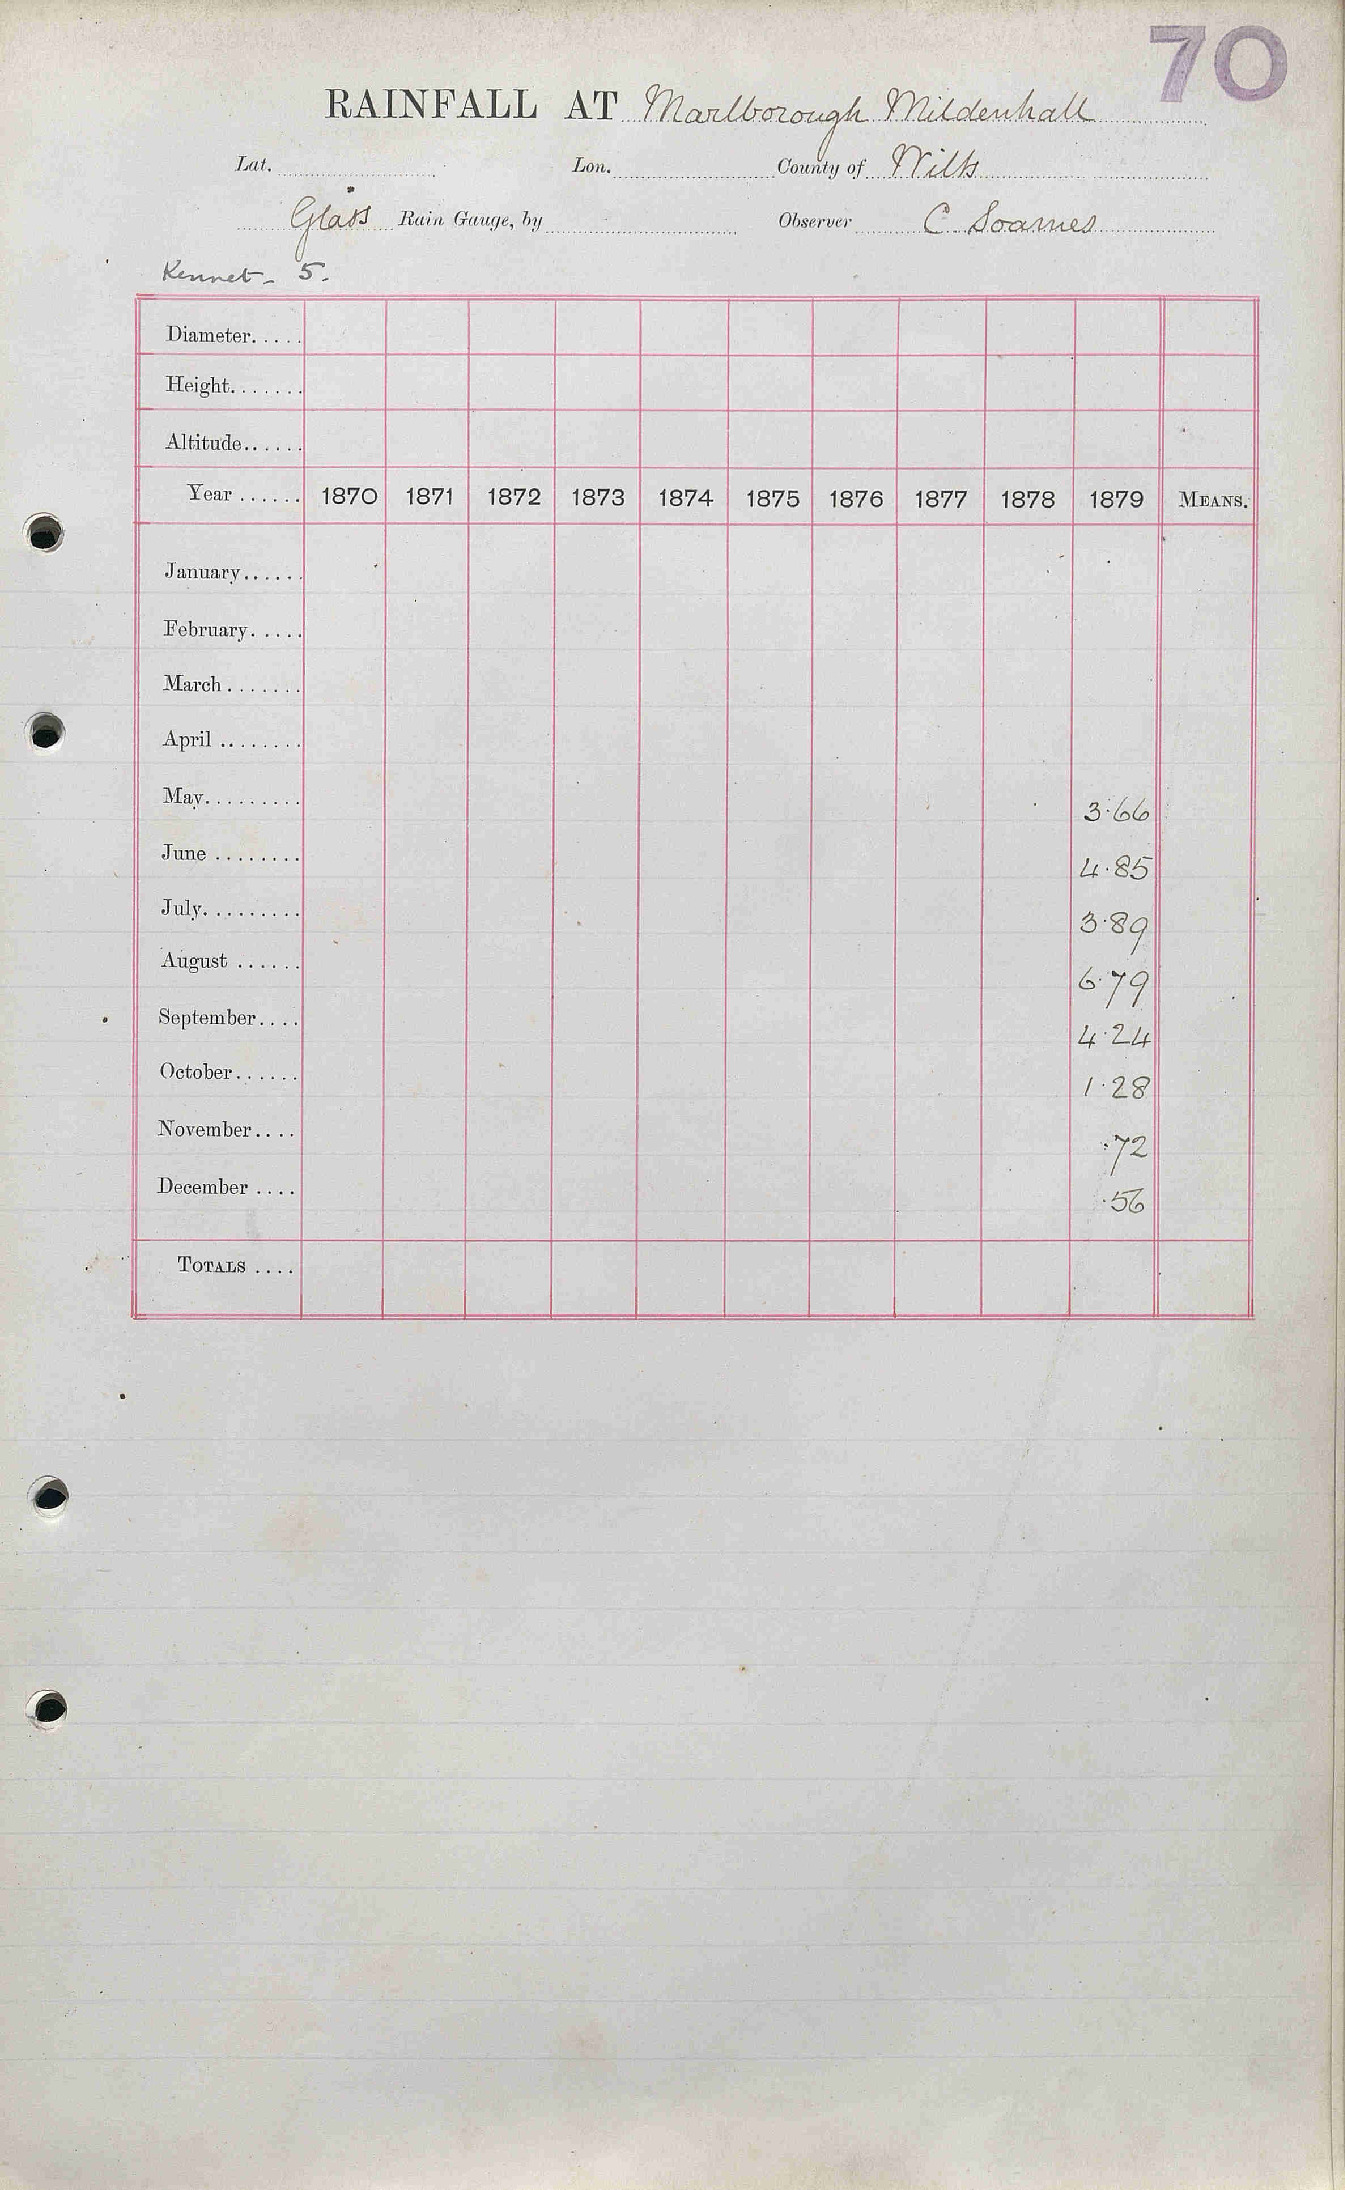 70
RAINFALL AT Marlborough Mildenhall
Lat. Lon. County of Wilts
Glass Rain Gauge, by Observer C Soames
Kennet - 5.
Diameter.....
Height.......
Altitude......
Year ...... 1870 1871 1872 1873 1874 1875 1876 1877 1878 1879 MEANS.
January......
February.....
March.......
April ........
May......... 3.66
June ........ 4.85
July......... 3.89
August ...... 6.79
September.... 4.24
October...... 1.28
November.... .72
December .... .56
TOTALS ....